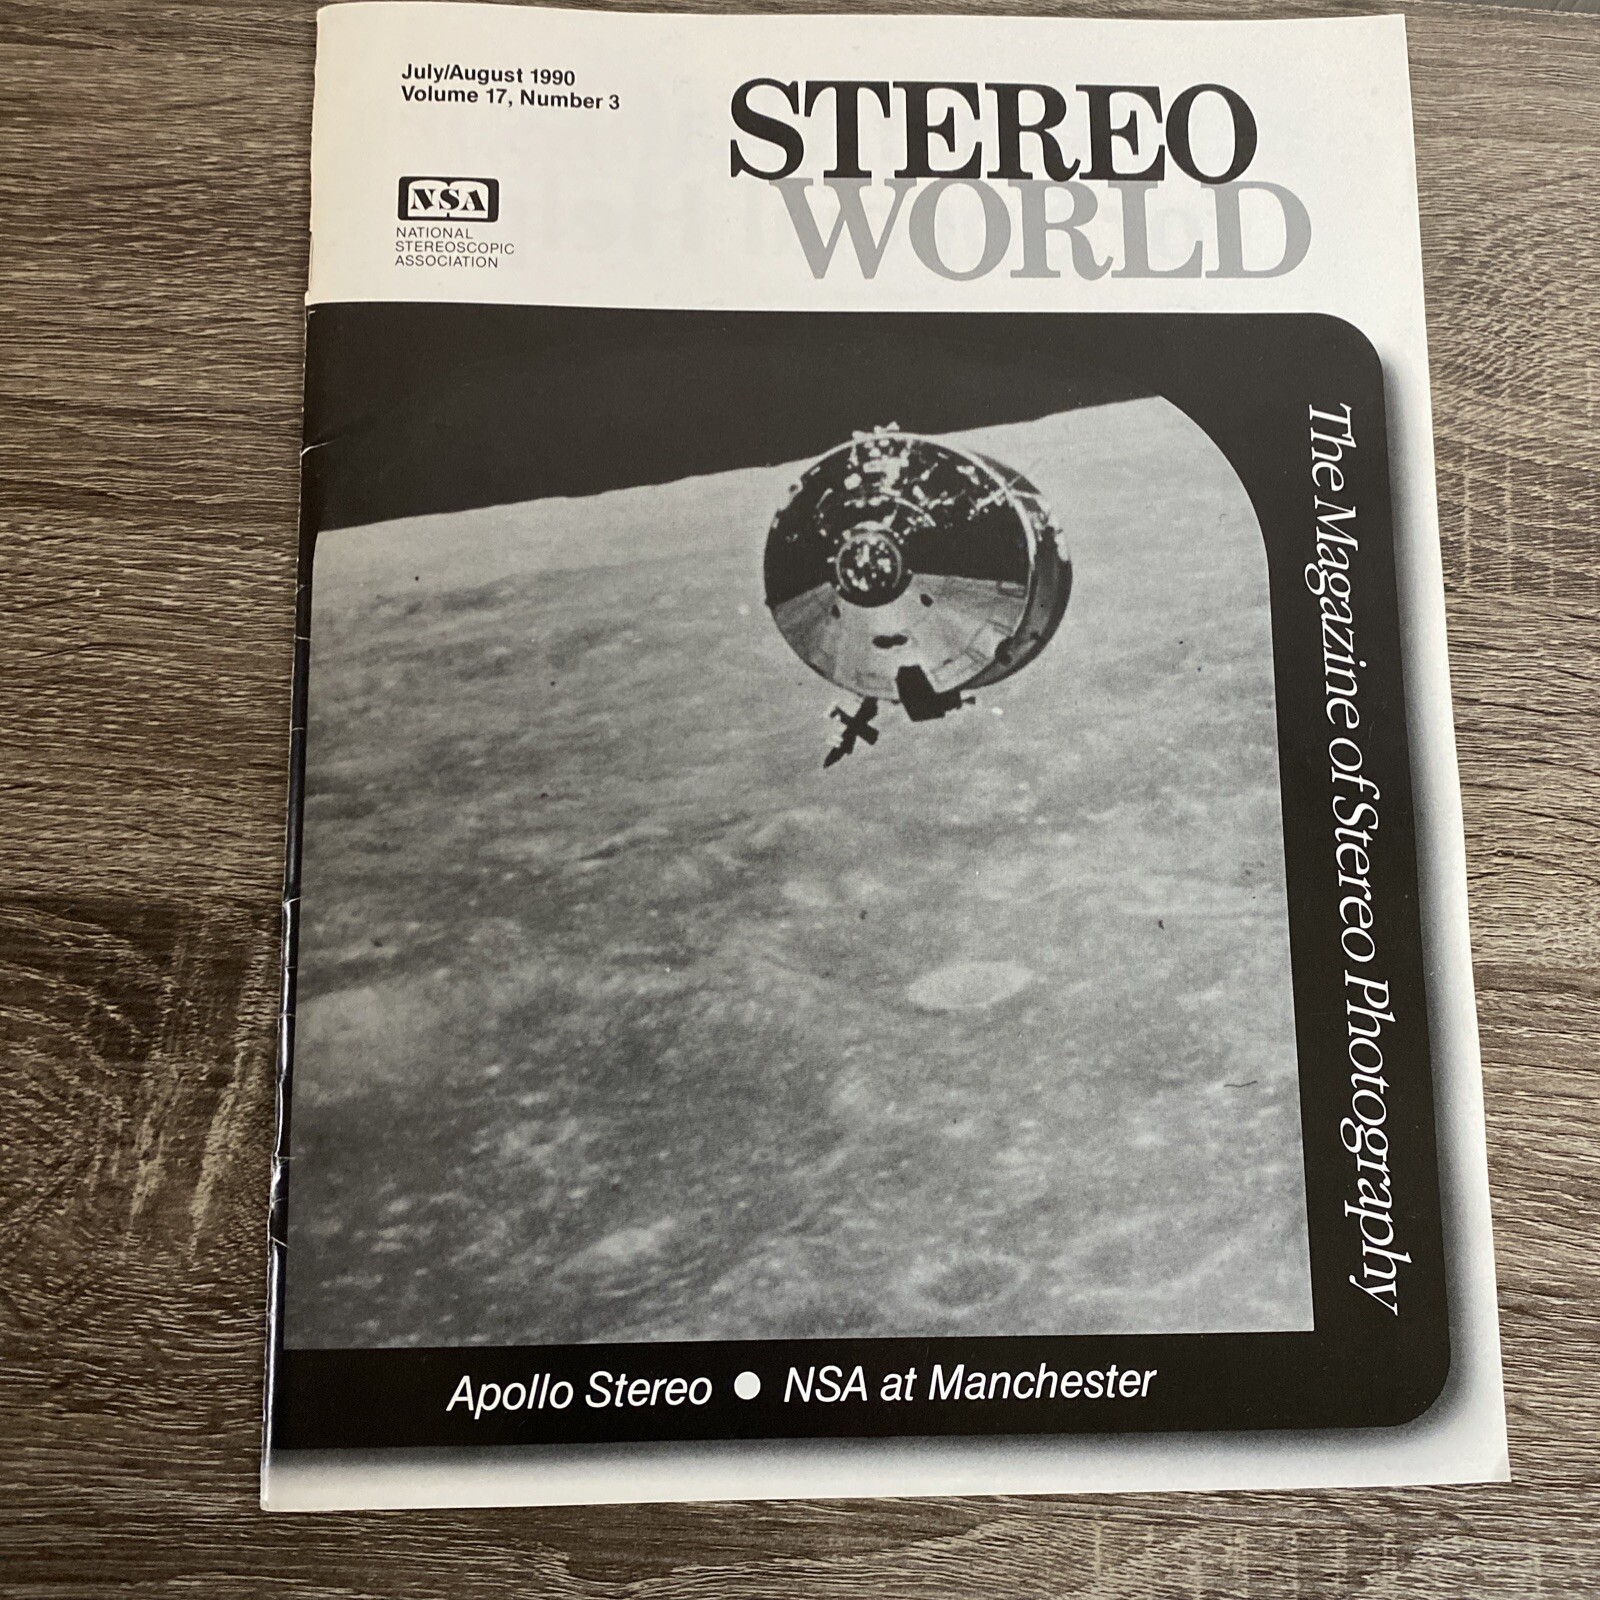 July/August 1990
Volume 17, Number 3
STEREO
WORLD
NSA
NATIONAL
STEREOSCOPIC
ASSOCIATION
The Magazine of Stereo Photography
Apollo Stereo ● NSA at Manchester